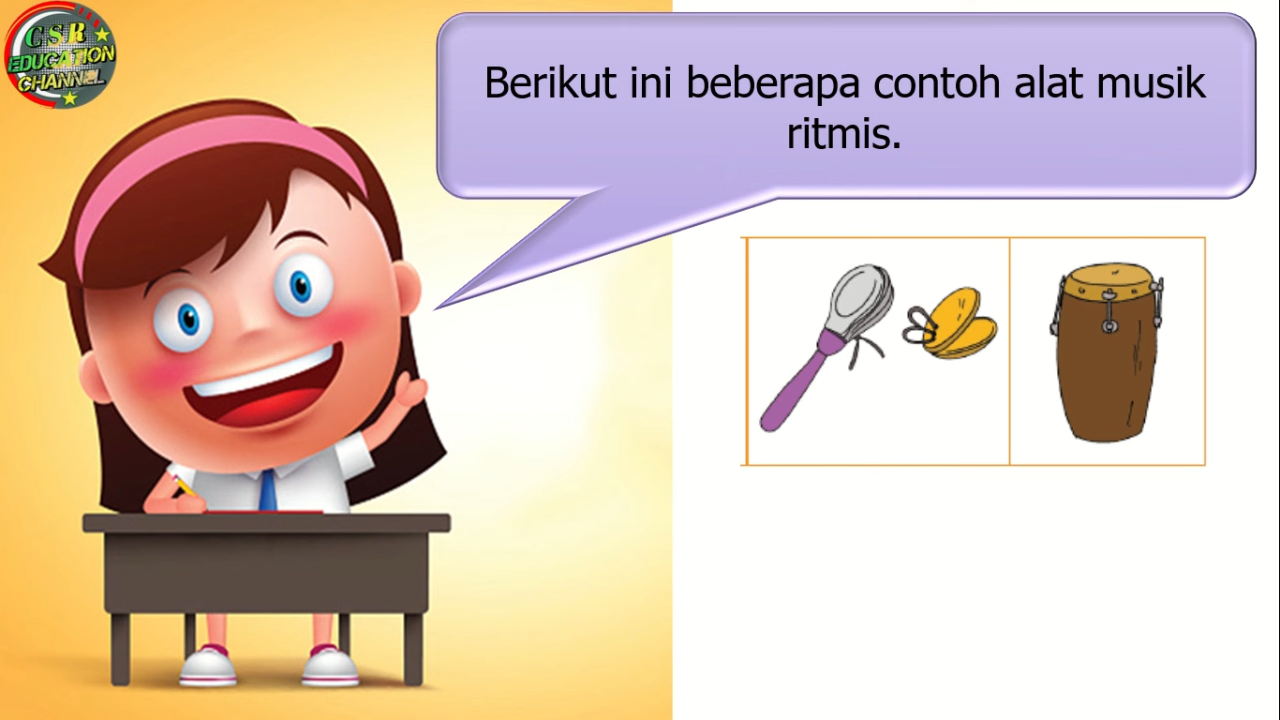 CSR
EDUCATION
CHANNEL
Berikut ini beberapa contoh alat musik
ritmis.